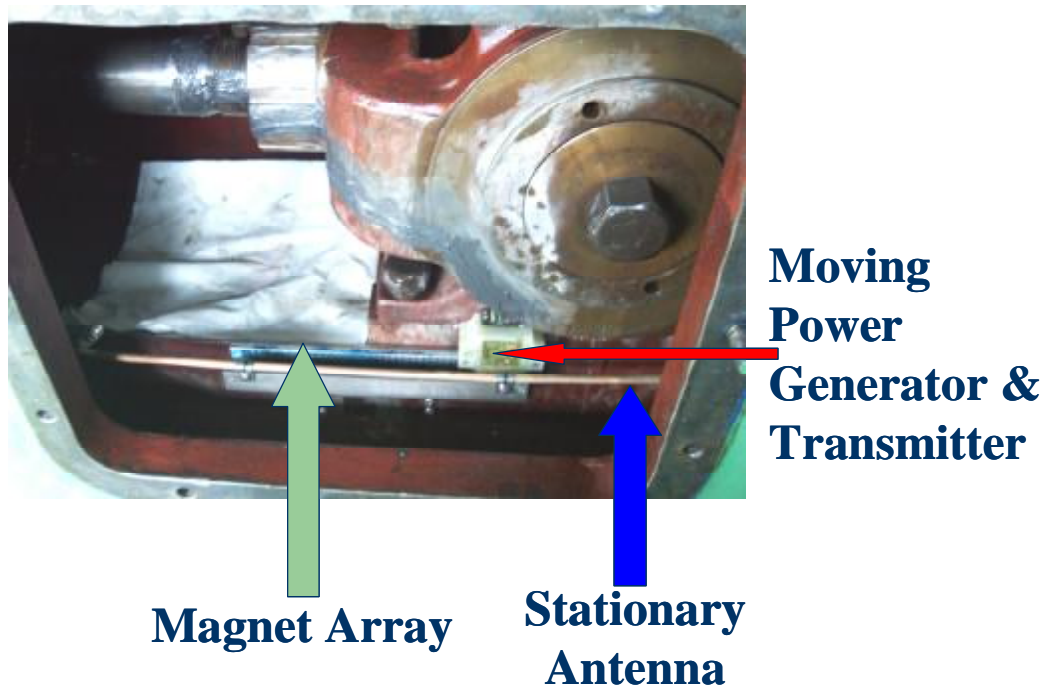 Moving
Power
Generator &
Transmitter
Magnet Array
Stationary
Antenna